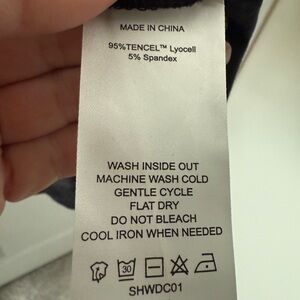 MADE IN CHINA
95%TENCEL™ Lyocell
5% Spandex
WASH INSIDE OUT
MACHINE WASH COLD
GENTLE CYCLE
FLAT DRY
DO NOT BLEACH
COOL IRON WHEN NEEDED
30
SHWDC01